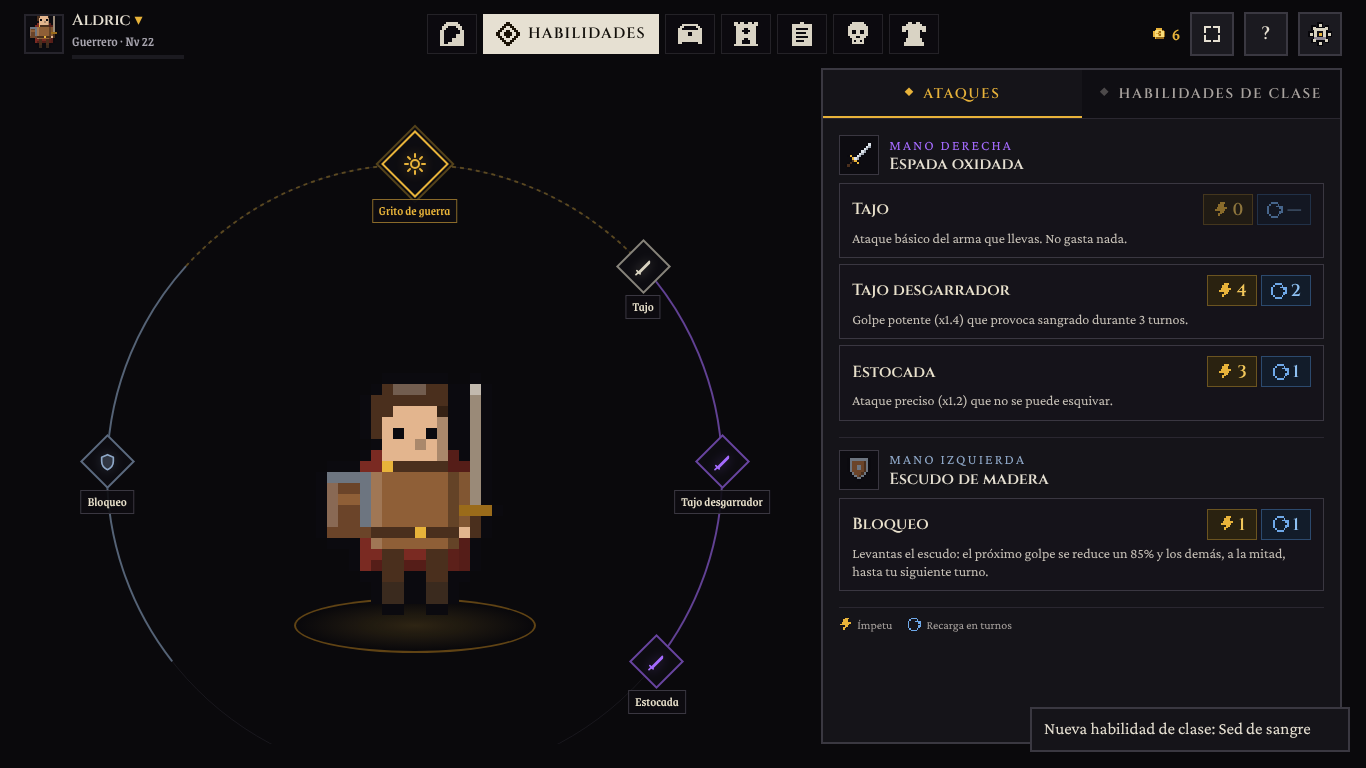 Aldric ▾
Guerrero · Nv 22
HABILIDADES
6
?
ATAQUES
HABILIDADES DE CLASE
Grito de guerra
Tajo
Tajo desgarrador
Estocada
Bloqueo
MANO DERECHA
Espada oxidada
Tajo
0
—
Ataque básico del arma que llevas. No gasta nada.
Tajo desgarrador
4
2
Golpe potente (x1.4) que provoca sangrado durante 3 turnos.
Estocada
3
1
Ataque preciso (x1.2) que no se puede esquivar.
MANO IZQUIERDA
Escudo de madera
Bloqueo
1
1
Levantas el escudo: el próximo golpe se reduce un 85% y los demás, a la mitad,
hasta tu siguiente turno.
Ímpetu
Recarga en turnos
Nueva habilidad de clase: Sed de sangre